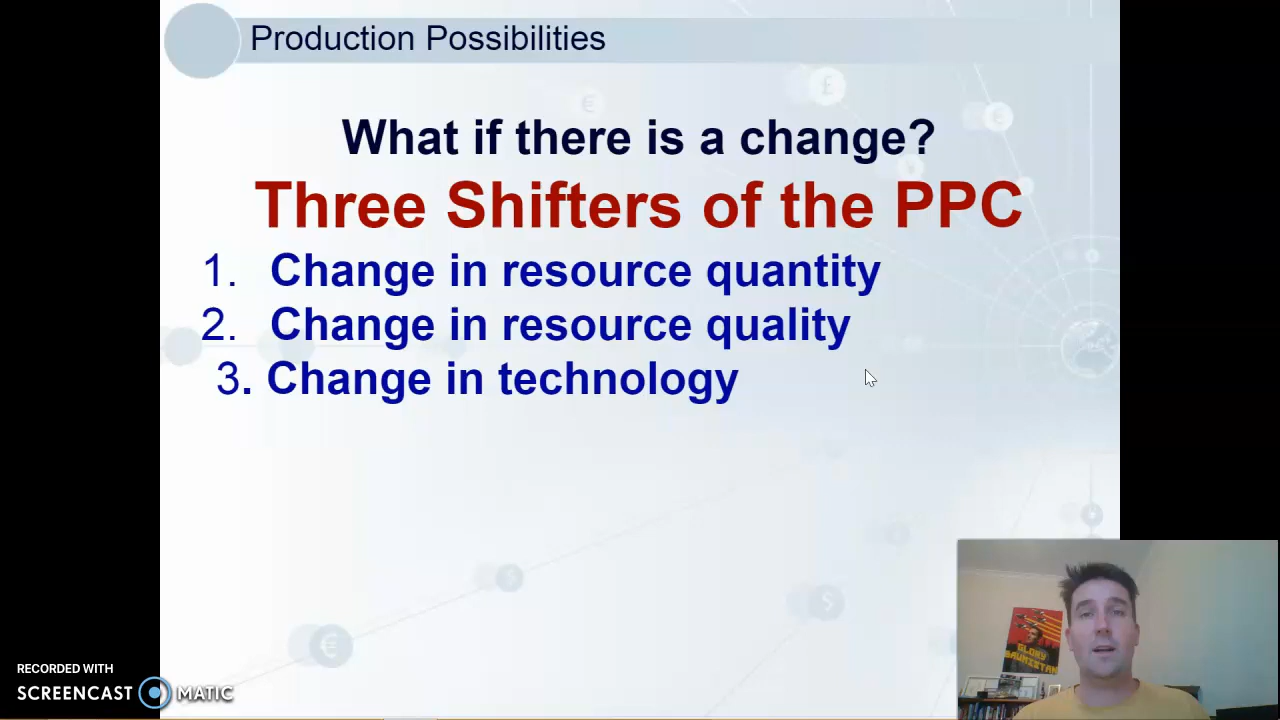 Production Possibilities
What if there is a change?
Three Shifters of the PPC
1. Change in resource quantity
2. Change in resource quality
3. Change in technology
GLORY
RECORDED WITH
SCREENCAST MATIC